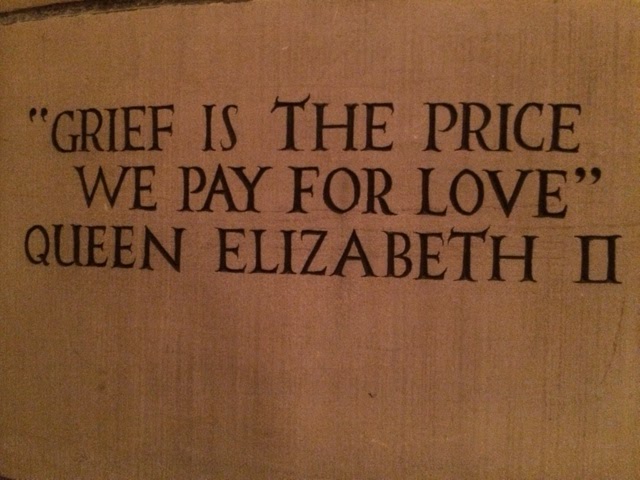 "GRIEF IS THE PRICE
WE PAY FOR LOVE"
QUEEN ELIZABETH II